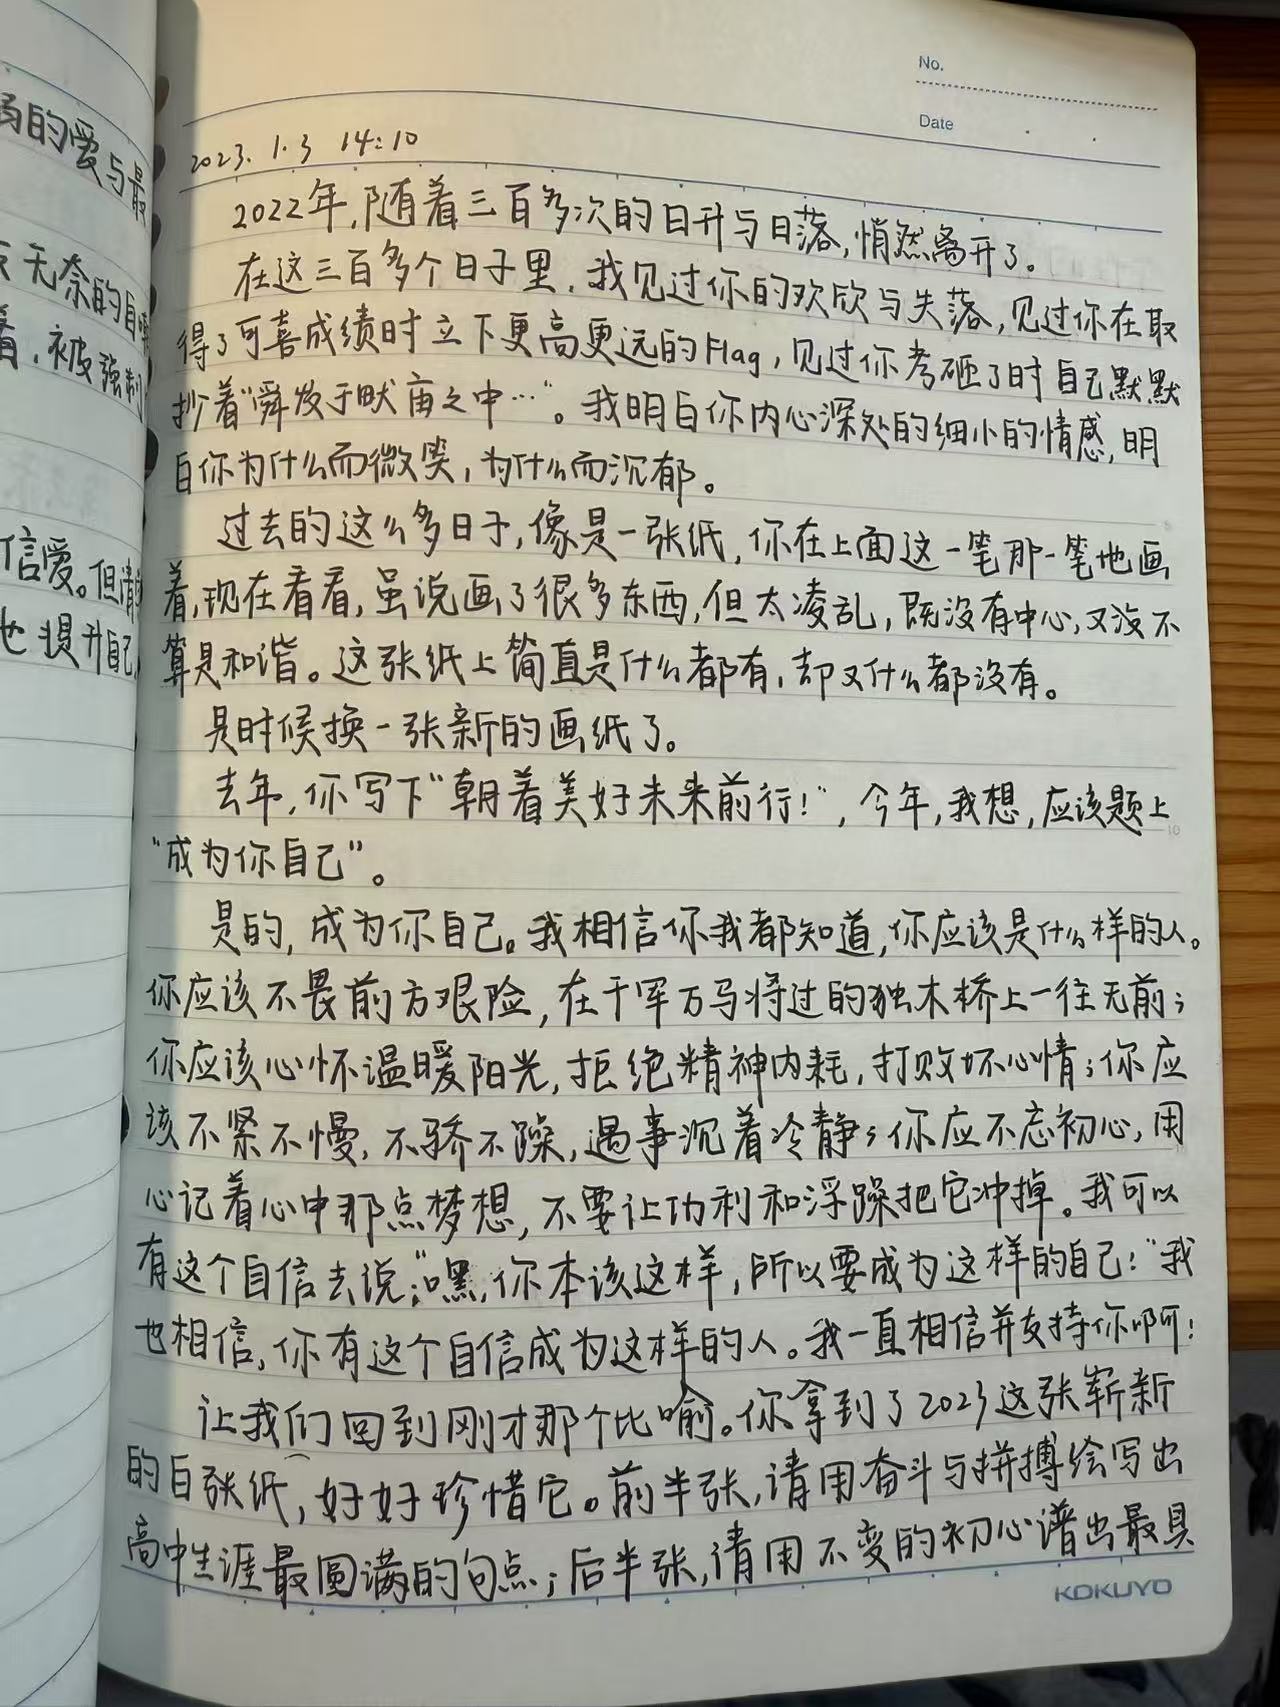 No.
Date
2023.1.3 14:10
2022年,随着三百多次的日升与日落,悄然离开了。
在这三百多个日子里,我见过你的欢欣与失落,见过你在取
得了可喜成绩时立下更高更远的Flag,见过你考砸了时自己默默
抄着“舜发于畎亩之中…”。我明白你内心深处的细小的情感,明
白你为什么而微笑,为什么而沉郁。
过去的这么多日子,像是一张纸,你在上面这一笔那一笔地画
着,现在看看,虽说画了很多东西,但太凌乱,既没有中心,又没不
算是和谐。这张纸上简直是什么都有,却又什么都没有。
是时候换一张新的画纸了。
去年,你写下“朝着美好未来前行!”,今年,我想,应该题上
“成为你自己”。
是的,成为你自己。我相信你我都知道,你应该是什么样的人。
你应该不畏前方艰险,在千军万马将过的独木桥上一往无前;
你应该心怀温暖阳光,拒绝精神内耗,打败坏心情;你应
该不紧不慢,不骄不躁,遇事沉着冷静;你应不忘初心,用
心记着心中那点梦想,不要让功利和浮躁把它冲掉。我可以
有这个自信去说:“嘿,你本该这样,所以要成为这样的自己!”我
也相信,你有这个自信成为这样的人。我一直相信并支持你啊!
让我们回到刚才那个比喻。你拿到了2023这张崭新
的白张纸,好好珍惜它。前半张,请用奋斗与拼搏绘写出
高中生涯最圆满的句点;后半张,请用不变的初心谱出最具
KOKUYO
的爱与最
无奈的自嘲
着,被强制
信爱。但请
也提升自己